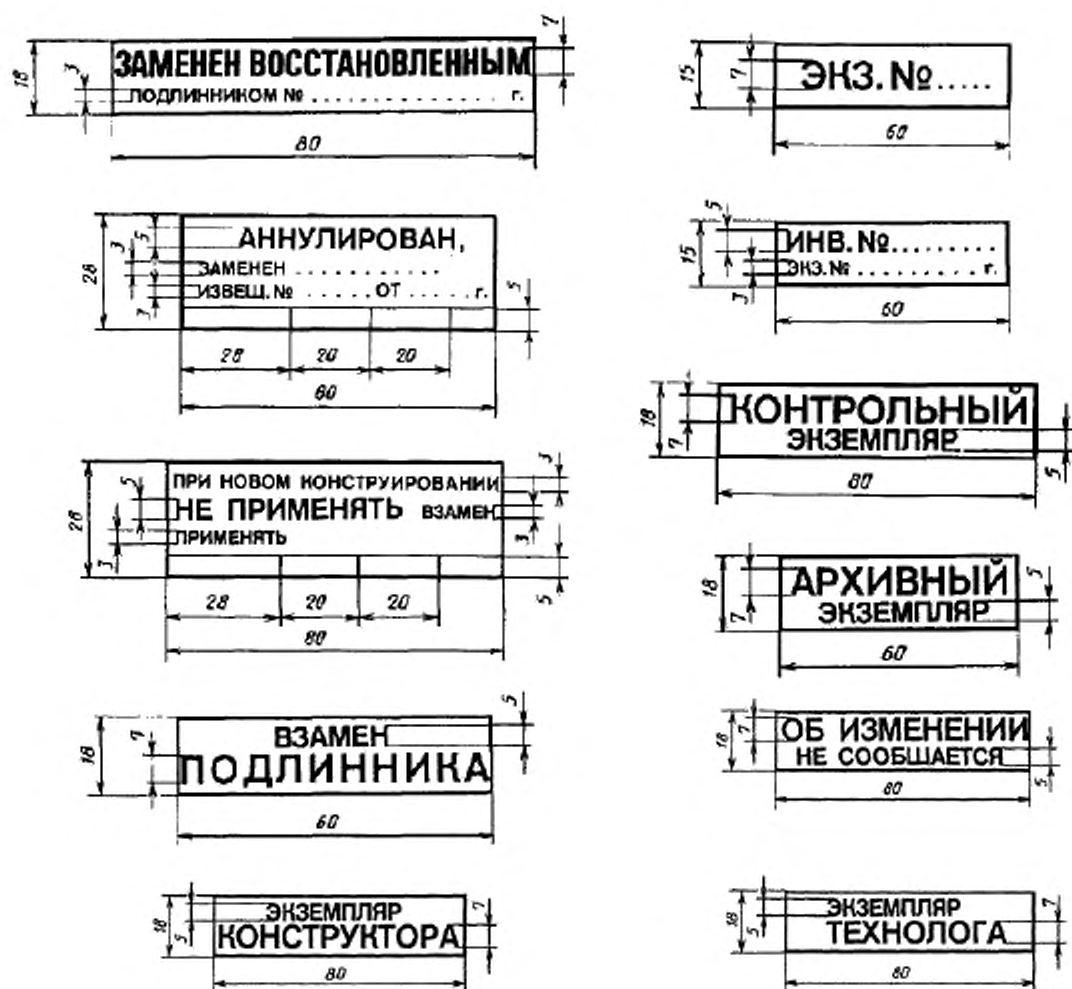 18
3
ЗАМЕНЕН ВОССТАНОВЛЕННЫМ
ПОДЛИННИКОМ № . . . . . . . . . . . . . . . . г.
7
80
15
7
ЭКЗ. № . . . . .
60
28
3
5
3
АННУЛИРОВАН,
ЗАМЕНЕН . . . . . . . . . . .
ИЗВЕЩ. № . . . . . . ОТ . . . . . г.
5
28 20 20
60
15
5
3
ИНВ. № . . . . . . . .
ЭКЗ. № . . . . . . . . . . г.
60
18
7
КОНТРОЛЬНЫЙ
ЭКЗЕМПЛЯР
5
80
28
5
3
ПРИ НОВОМ КОНСТРУИРОВАНИИ
НЕ ПРИМЕНЯТЬ ВЗАМЕН
ПРИМЕНЯТЬ
3
3
5
28 20 20
80
18
7
АРХИВНЫЙ
ЭКЗЕМПЛЯР
5
60
18
7
ВЗАМЕН
ПОДЛИННИКА
5
60
18
7
ОБ ИЗМЕНЕНИИ
НЕ СООБШАЕТСЯ
5
80
18
5
ЭКЗЕМПЛЯР
КОНСТРУКТОРА
7
80
18
5
ЭКЗЕМПЛЯР
ТЕХНОЛОГА
7
80